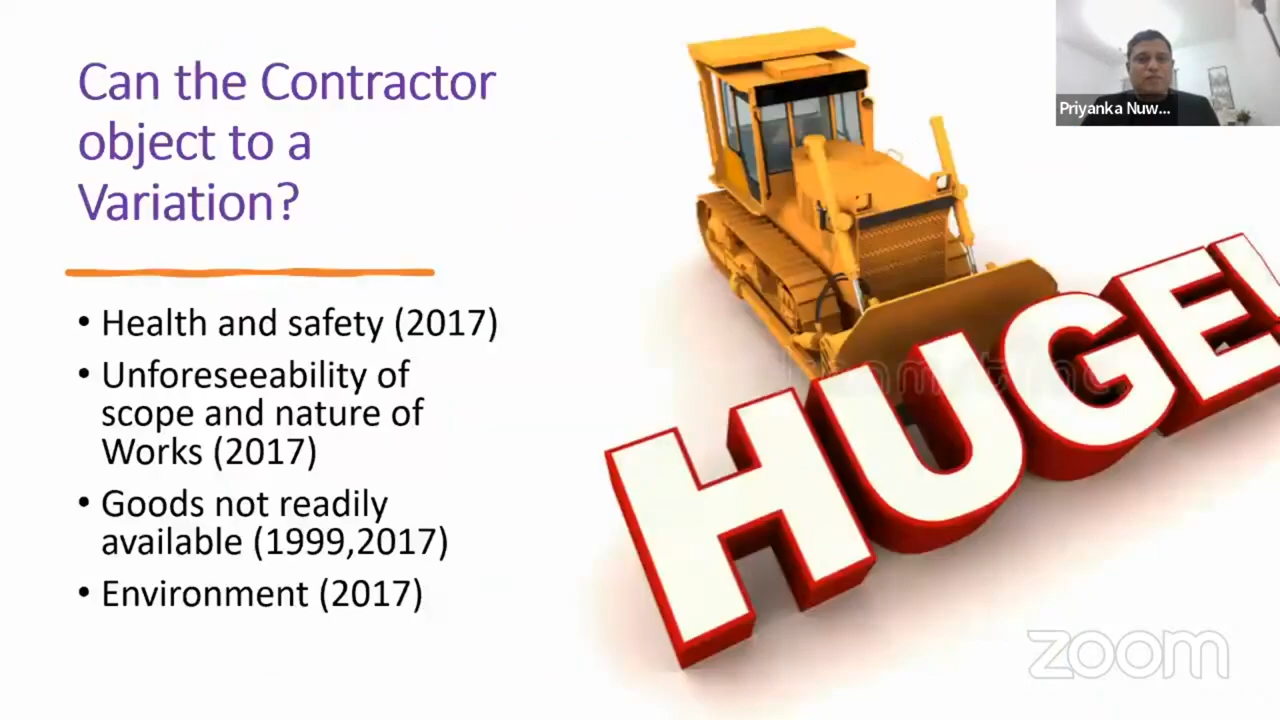 Can the Contractor
object to a
Variation?
• Health and safety (2017)
• Unforeseeability of
scope and nature of
Works (2017)
• Goods not readily
available (1999,2017)
• Environment (2017)
HUGE!
Priyanka Nuw...
zoom